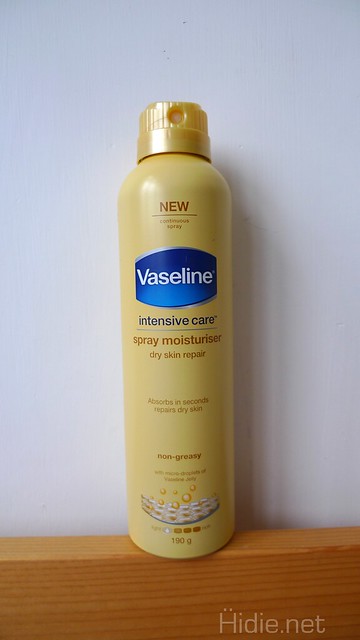 NEW
continuous
spray
Vaseline
intensive care™
spray moisturiser
dry skin repair
Absorbs in seconds
repairs dry skin
non-greasy
with micro-droplets of
Vaseline Jelly
190 g
Hidie.net